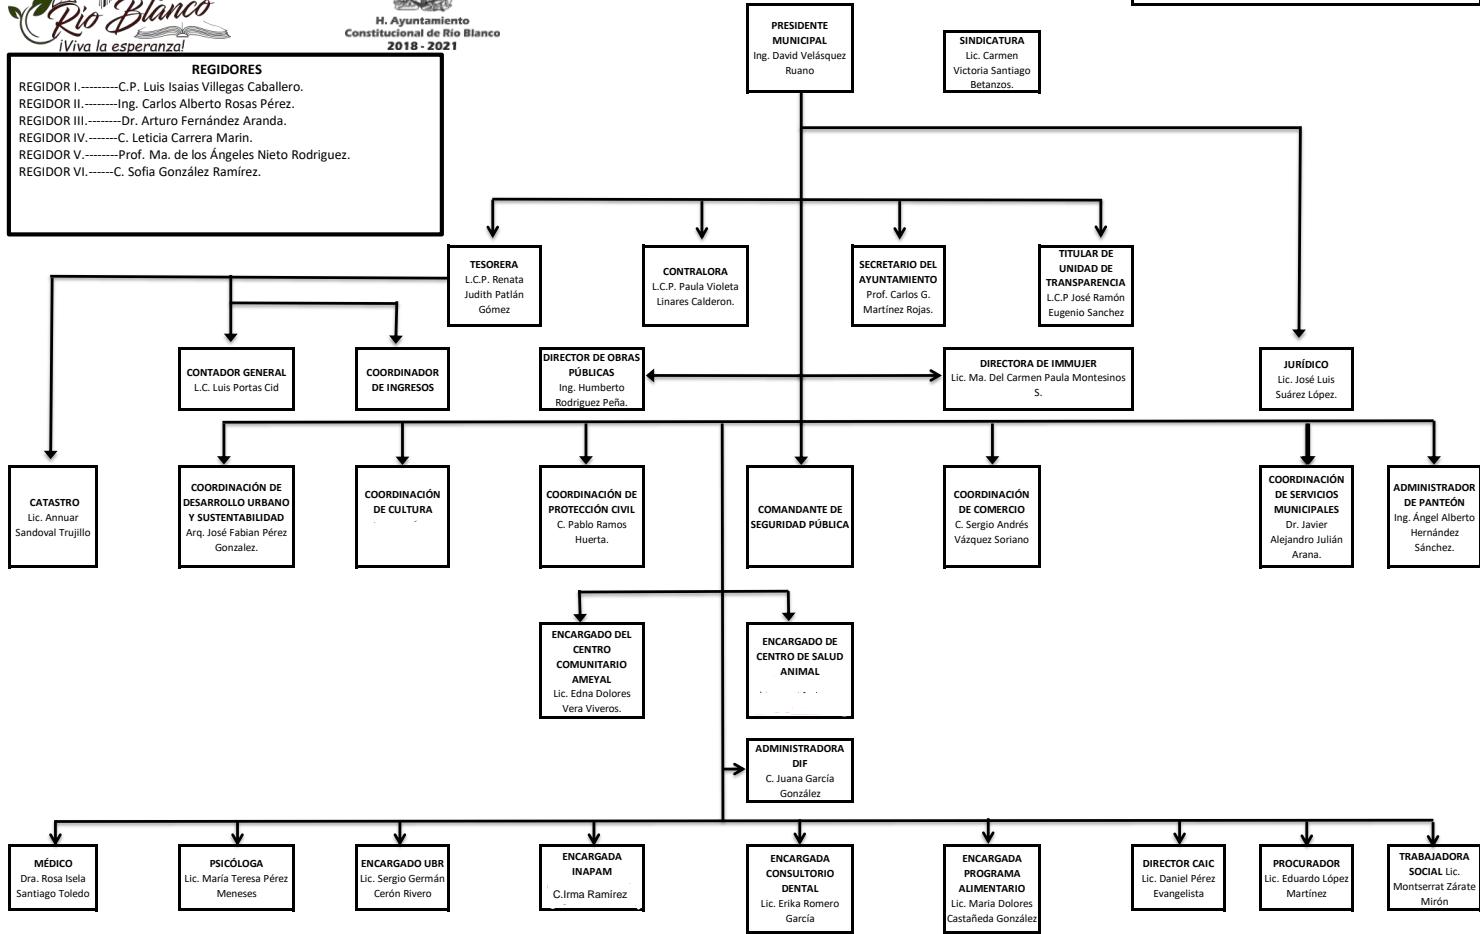 Río Blanco
¡Viva la esperanza!
H. Ayuntamiento
Constitucional de Río Blanco
2018 - 2021
REGIDORES
REGIDOR I.---------C.P. Luis Isaias Villegas Caballero.
REGIDOR II.--------Ing. Carlos Alberto Rosas Pérez.
REGIDOR III.--------Dr. Arturo Fernández Aranda.
REGIDOR IV.-------C. Leticia Carrera Marin.
REGIDOR V.--------Prof. Ma. de los Ángeles Nieto Rodriguez.
REGIDOR VI.------C. Sofia González Ramírez.
PRESIDENTE
MUNICIPAL
Ing. David Velásquez
Ruano
SINDICATURA
Lic. Carmen
Victoria Santiago
Betanzos.
TESORERA
L.C.P. Renata
Judith Patlán
Gómez
CONTRALORA
L.C.P. Paula Violeta
Linares Calderon.
SECRETARIO DEL
AYUNTAMIENTO
Prof. Carlos G.
Martínez Rojas.
TITULAR DE
UNIDAD DE
TRANSPARENCIA
L.C.P José Ramón
Eugenio Sanchez
CONTADOR GENERAL
L.C. Luis Portas Cid
COORDINADOR
DE INGRESOS
DIRECTOR DE OBRAS
PÚBLICAS
Ing. Humberto
Rodriguez Peña.
DIRECTORA DE IMMUJER
Lic. Ma. Del Carmen Paula Montesinos
S.
JURÍDICO
Lic. José Luis
Suárez López.
CATASTRO
Lic. Annuar
Sandoval Trujillo
COORDINACIÓN DE
DESARROLLO URBANO
Y SUSTENTABILIDAD
Arq. José Fabian Pérez
Gonzalez.
COORDINACIÓN
DE CULTURA
COORDINACIÓN DE
PROTECCIÓN CIVIL
C. Pablo Ramos
Huerta.
COMANDANTE DE
SEGURIDAD PÚBLICA
COORDINACIÓN
DE COMERCIO
C. Sergio Andrés
Vázquez Soriano
COORDINACIÓN
DE SERVICIOS
MUNICIPALES
Dr. Javier
Alejandro Julián
Arana.
ADMINISTRADOR
DE PANTEÓN
Ing. Ángel Alberto
Hernández
Sánchez.
ENCARGADO DEL
CENTRO
COMUNITARIO
AMEYAL
Lic. Edna Dolores
Vera Viveros.
ENCARGADO DE
CENTRO DE SALUD
ANIMAL
ADMINISTRADORA
DIF
C. Juana García
González
MÉDICO
Dra. Rosa Isela
Santiago Toledo
PSICÓLOGA
Lic. María Teresa Pérez
Meneses
ENCARGADO UBR
Lic. Sergio Germán
Cerón Rivero
ENCARGADA
INAPAM
C.Irma Ramírez
ENCARGADA
CONSULTORIO
DENTAL
Lic. Erika Romero
García
ENCARGADA
PROGRAMA
ALIMENTARIO
Lic. Maria Dolores
Castañeda González
DIRECTOR CAIC
Lic. Daniel Pérez
Evangelista
PROCURADOR
Lic. Eduardo López
Martínez
TRABAJADORA
SOCIAL Lic.
Montserrat Zárate
Mirón